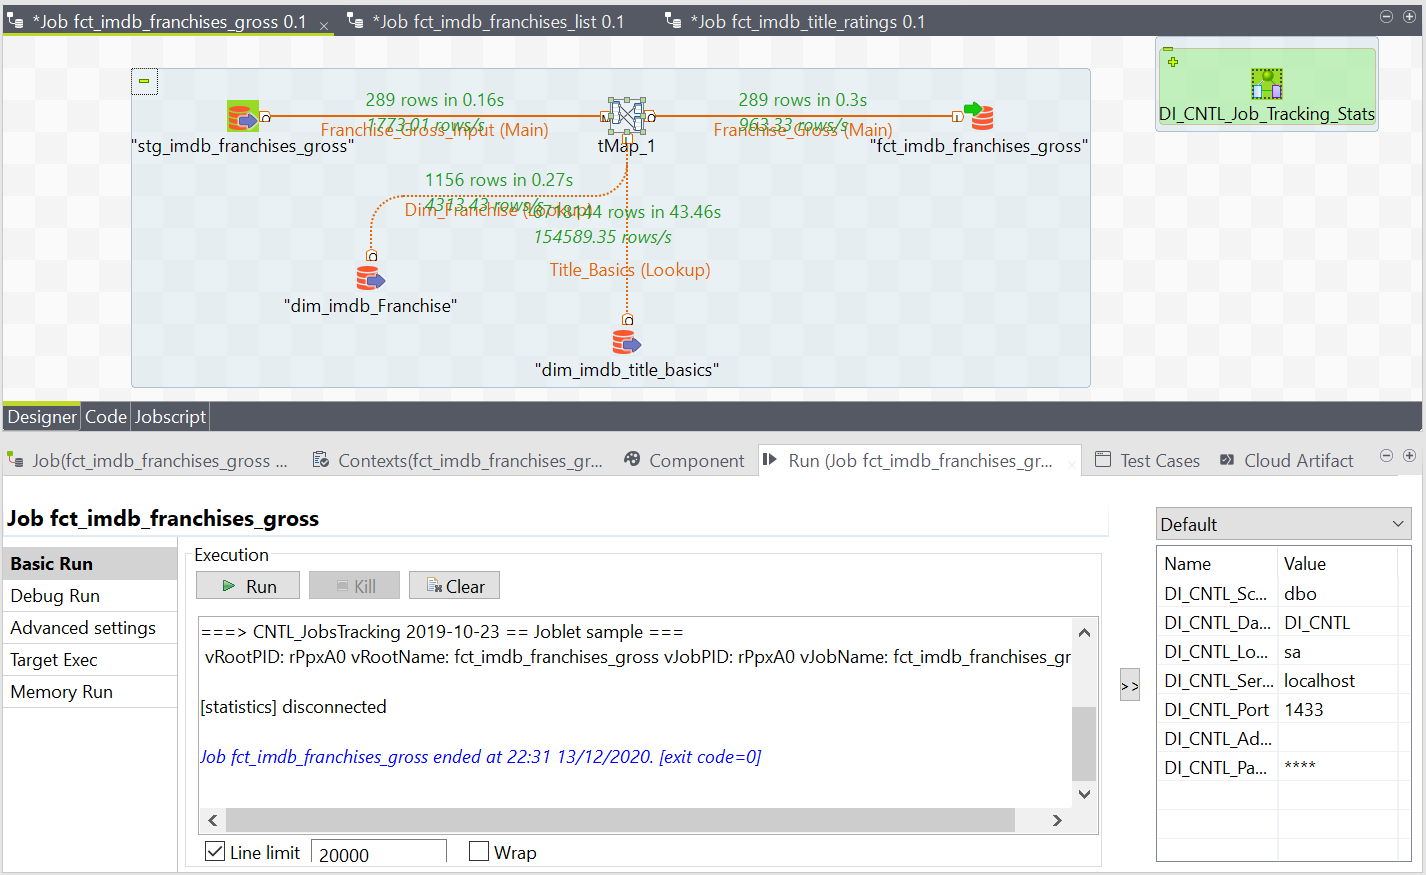 *Job fct_imdb_franchises_gross 0.1
*Job fct_imdb_franchises_list 0.1
*Job fct_imdb_title_ratings 0.1
289 rows in 0.16s
1773.01 rows/s
Franchise_Gross_Input (Main)
"stg_imdb_franchises_gross"
tMap_1
289 rows in 0.3s
963.33 rows/s
Franchise_Gross (Main)
"fct_imdb_franchises_gross"
DI_CNTL_Job_Tracking_Stats
1156 rows in 0.27s
4313.43 rows/s
Dim_Franchise (Lookup)
6718144 rows in 43.46s
154589.35 rows/s
Title_Basics (Lookup)
"dim_imdb_Franchise"
"dim_imdb_title_basics"
Designer
Code
Jobscript
Job(fct_imdb_franchises_gross ...
Contexts(fct_imdb_franchises_gr...
Component
Run (Job fct_imdb_franchises_gr...
Test Cases
Cloud Artifact
Job fct_imdb_franchises_gross
Basic Run
Debug Run
Advanced settings
Target Exec
Memory Run
Execution
Run
Kill
Clear
===> CNTL_JobsTracking 2019-10-23 == Joblet sample ===
vRootPID: rPpxA0 vRootName: fct_imdb_franchises_gross vJobPID: rPpxA0 vJobName: fct_imdb_franchises_gr
[statistics] disconnected
Job fct_imdb_franchises_gross ended at 22:31 13/12/2020. [exit code=0]
Line limit 20000
Wrap
>>
Default
Name Value
DI_CNTL_Sc... dbo
DI_CNTL_Da... DI_CNTL
DI_CNTL_Lo... sa
DI_CNTL_Ser... localhost
DI_CNTL_Port 1433
DI_CNTL_Ad...
DI_CNTL_Pa... ****